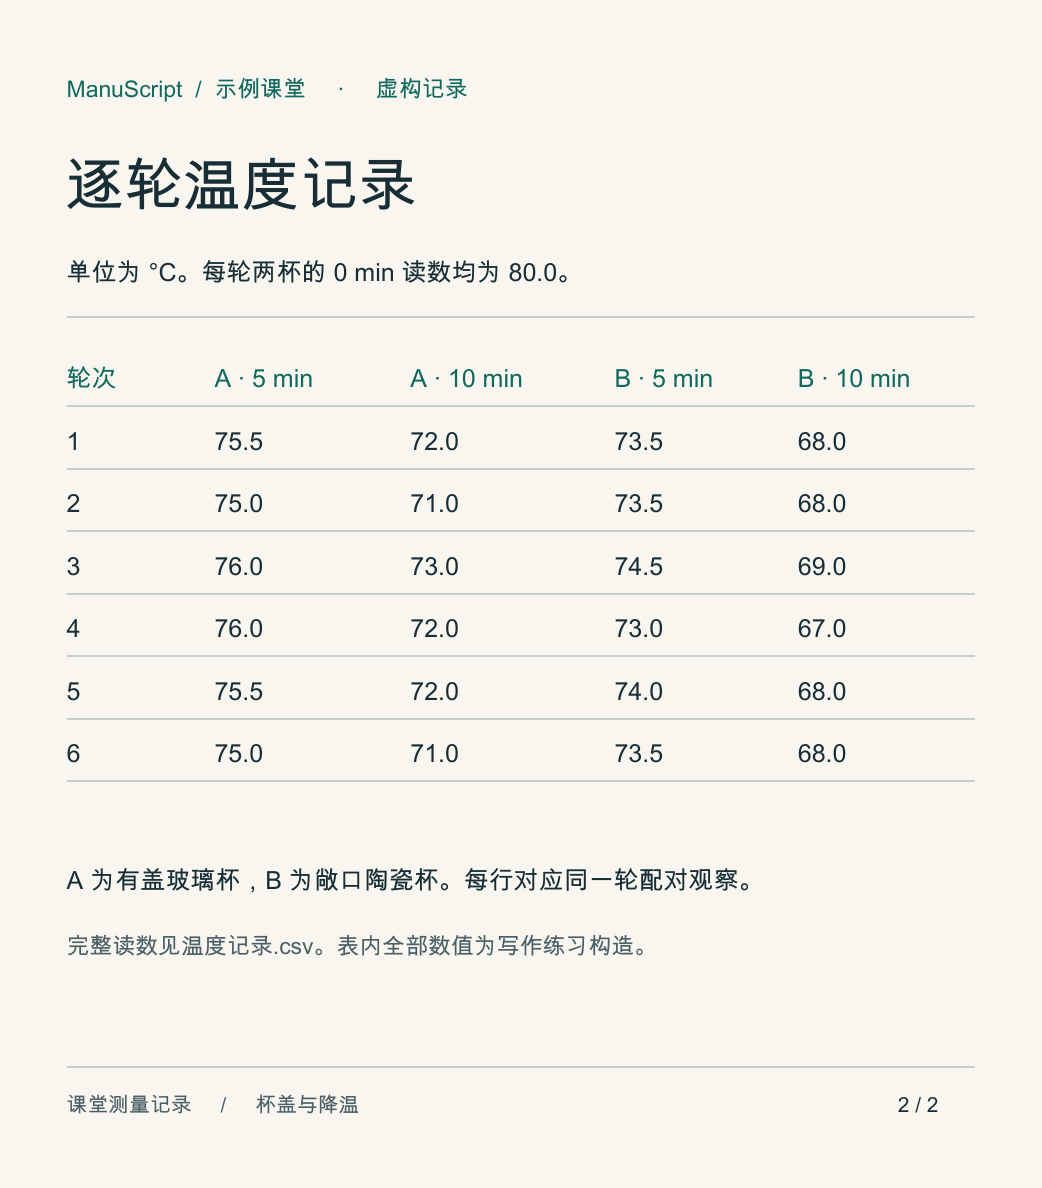 ManuScript / 示例课堂 · 虚构记录
逐轮温度记录
单位为 °C。每轮两杯的 0 min 读数均为 80.0。
轮次 A · 5 min A · 10 min B · 5 min B · 10 min
1 75.5 72.0 73.5 68.0
2 75.0 71.0 73.5 68.0
3 76.0 73.0 74.5 69.0
4 76.0 72.0 73.0 67.0
5 75.5 72.0 74.0 68.0
6 75.0 71.0 73.5 68.0
A 为有盖玻璃杯，B 为敞口陶瓷杯。每行对应同一轮配对观察。
完整读数见温度记录.csv。表内全部数值为写作练习构造。
课堂测量记录 / 杯盖与降温 2 / 2